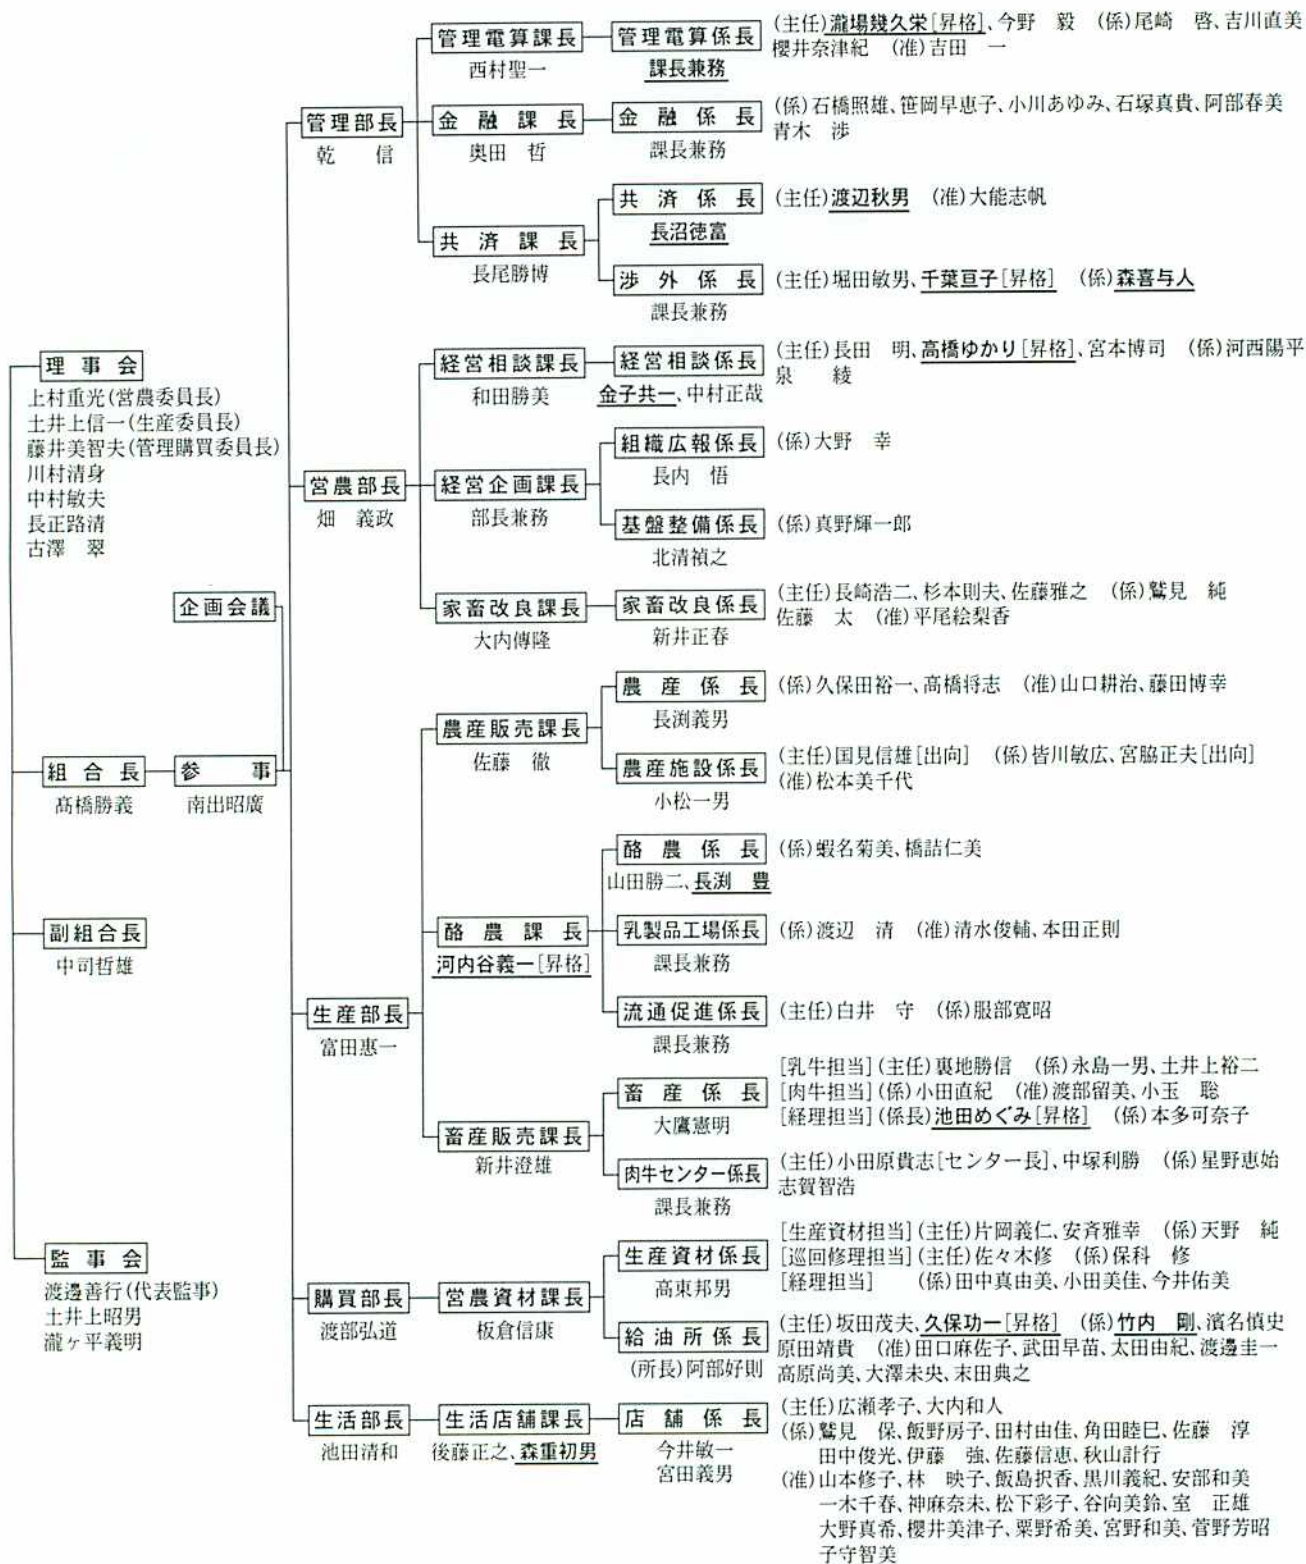 理事会
上村重光(営農委員長)
土井上信一(生産委員長)
藤井美智夫(管理購買委員長)
川村清身
中村敏夫
長正路清
古澤　翠
企画会議
組合長
髙橋勝義
参事
南出昭廣
副組合長
中司哲雄
監事会
渡邊善行(代表監事)
土井上昭男
瀧ヶ平義明
管理部長
乾　信
管理電算課長
西村聖一
管理電算係長
課長兼務
(主任)瀧場幾久栄[昇格]、今野　毅　(係)尾崎　啓、吉川直美
櫻井奈津紀　(准)吉田　一
金融課長
奥田　哲
金融係長
課長兼務
(係)石橋照雄、笹岡早恵子、小川あゆみ、石塚真貴、阿部春美
青木　渉
共済課長
長尾勝博
共済係長
長沼徳富
(主任)渡辺秋男　(准)大能志帆
渉外係長
課長兼務
(主任)堀田敏男、千葉亘子[昇格]　(係)森喜与人
営農部長
畑　義政
経営相談課長
和田勝美
経営相談係長
金子共一、中村正哉
(主任)長田　明、高橋ゆかり[昇格]、宮本博司　(係)河西陽平
泉　綾
経営企画課長
部長兼務
組織広報係長
長内　悟
(係)大野　幸
基盤整備係長
北清禎之
(係)真野輝一郎
家畜改良課長
大内傳隆
家畜改良係長
新井正春
(主任)長崎浩二、杉本則夫、佐藤雅之　(係)鷲見　純
佐藤　太　(准)平尾絵梨香
生産部長
富田惠一
農産販売課長
佐藤　徹
農産係長
長渕義男
(係)久保田裕一、高橋将志　(准)山口耕治、藤田博幸
農産施設係長
小松一男
(主任)国見信雄[出向]　(係)皆川敏広、宮脇正夫[出向]
(准)松本美千代
酪農課長
河内谷義一[昇格]
酪農係長
山田勝二、長渕　豊
(係)蝦名菊美、橋詰仁美
乳製品工場係長
課長兼務
(係)渡辺　清　(准)清水俊輔、本田正則
流通促進係長
課長兼務
(主任)白井　守　(係)服部寛昭
畜産販売課長
新井澄雄
畜産係長
大鷹憲明
[乳牛担当](主任)裏地勝信　(係)永島一男、土井上裕二
[肉牛担当](係)小田直紀　(准)渡部留美、小玉　聡
[経理担当](係長)池田めぐみ[昇格]　(係)本多可奈子
肉牛センター係長
課長兼務
(主任)小田原貴志[センター長]、中塚利勝　(係)星野恵始
志賀智浩
購買部長
渡部弘道
営農資材課長
板倉信康
生産資材係長
高東邦男
[生産資材担当](主任)片岡義仁、安斉雅幸　(係)天野　純
[巡回修理担当](主任)佐々木修　(係)保科　修
[経理担当]　(係)田中真由美、小田美佳、今井佑美
給油所係長
(所長)阿部好則
(主任)坂田茂夫、久保功一[昇格]　(係)竹内　剛、濱名慎史
原田靖貴　(准)田口麻佐子、武田早苗、太田由紀、渡邊圭一
高原尚美、大澤未央、末田典之
生活部長
池田清和
生活店舗課長
後藤正之、森重初男
店舗係長
今井敏一
宮田義男
(主任)広瀬孝子、大内和人
(係)鷲見　保、飯野房子、田村由佳、角田睦巳、佐藤　淳
田中俊光、伊藤　強、佐藤信恵、秋山計行
(准)山本修子、林　映子、飯島択香、黒川義紀、安部和美
一木千春、神麻奈未、松下彩子、谷向美鈴、室　正雄
大野真希、櫻井美津子、粟野希美、宮野和美、菅野芳昭
子守智美